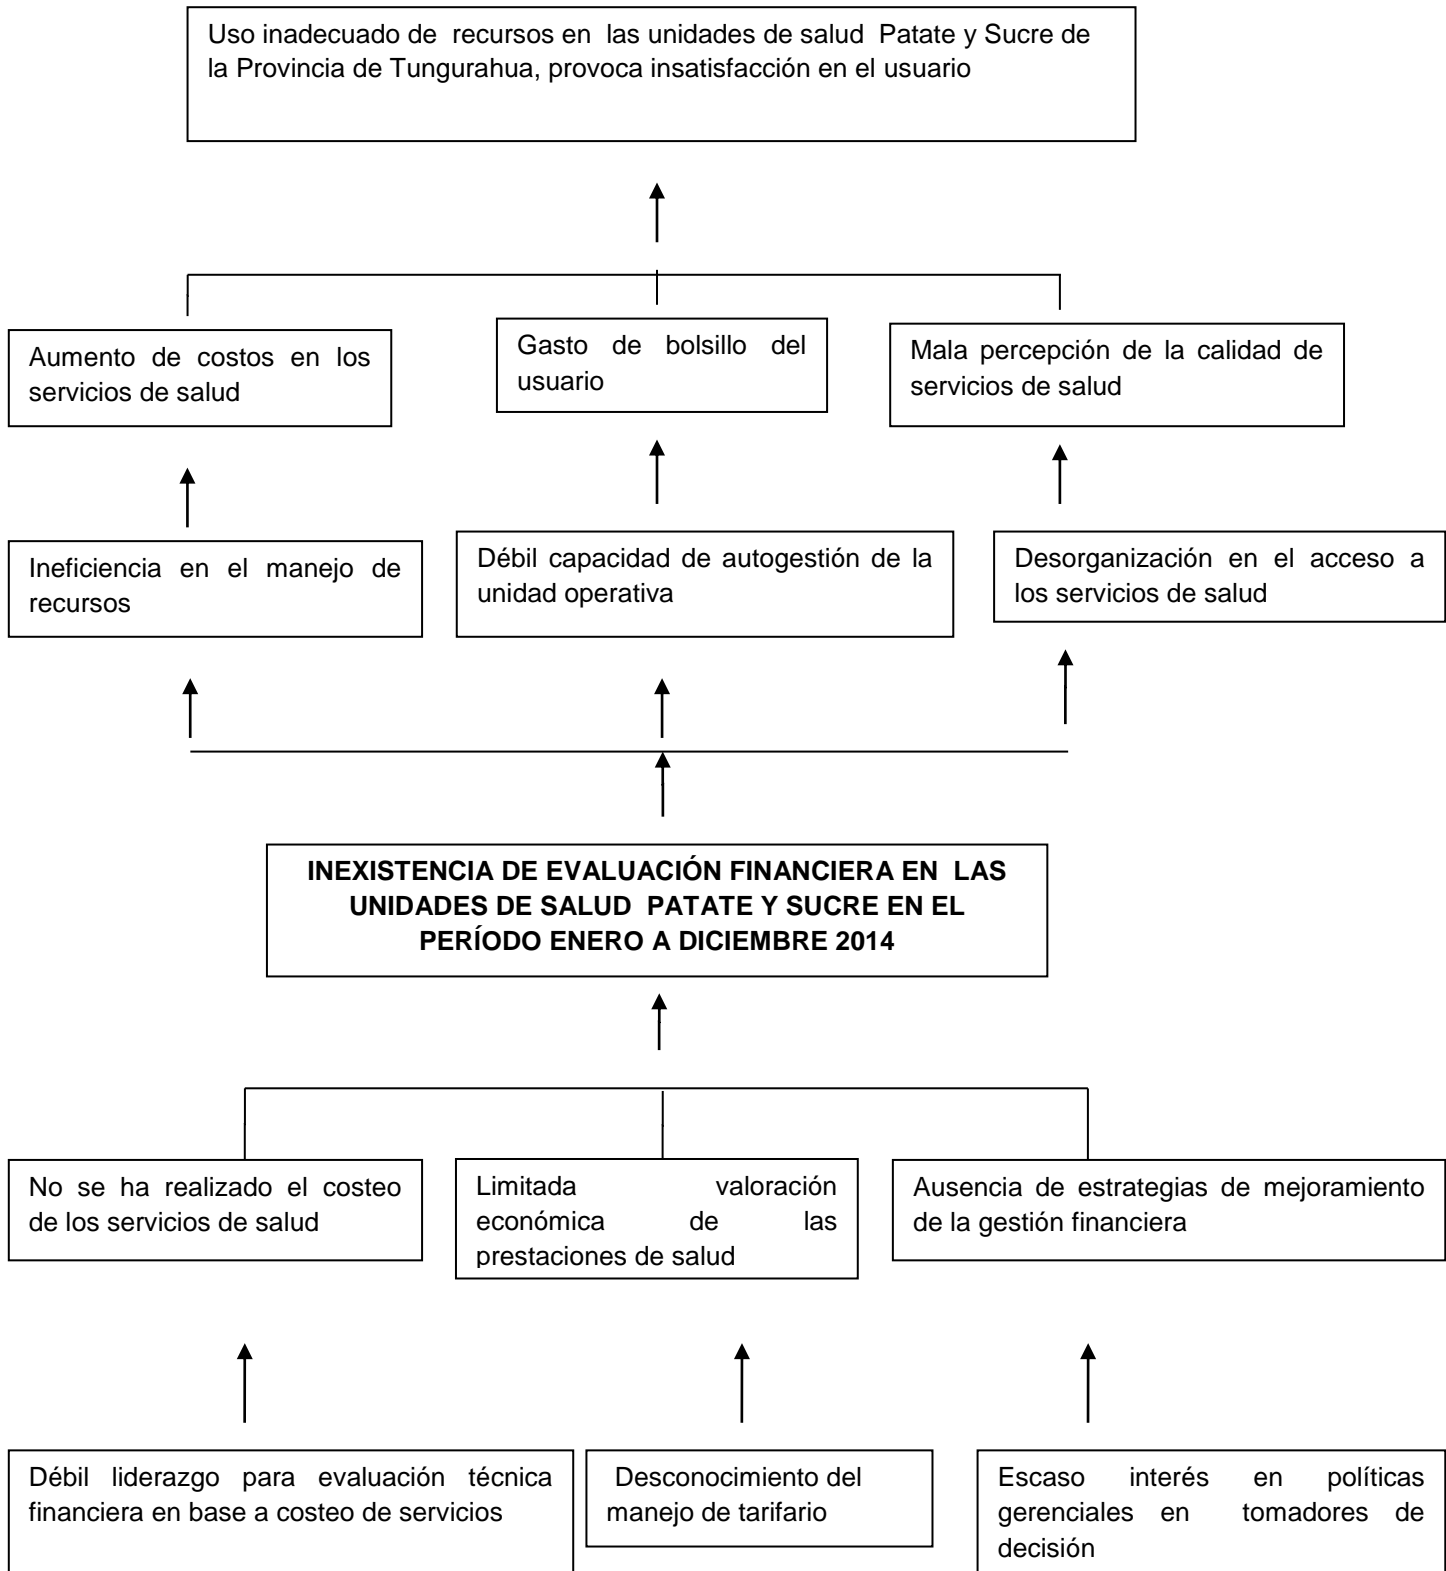 Uso inadecuado de recursos en las unidades de salud Patate y Sucre de
la Provincia de Tungurahua, provoca insatisfacción en el usuario
Aumento de costos en los
servicios de salud
Gasto de bolsillo del
usuario
Mala percepción de la calidad de
servicios de salud
Ineficiencia en el manejo de
recursos
Débil capacidad de autogestión de la
unidad operativa
Desorganización en el acceso a
los servicios de salud
INEXISTENCIA DE EVALUACIÓN FINANCIERA EN LAS
UNIDADES DE SALUD PATATE Y SUCRE EN EL
PERÍODO ENERO A DICIEMBRE 2014
No se ha realizado el costeo
de los servicios de salud
Limitada valoración
económica de las
prestaciones de salud
Ausencia de estrategias de mejoramiento
de la gestión financiera
Débil liderazgo para evaluación técnica
financiera en base a costeo de servicios
Desconocimiento del
manejo de tarifario
Escaso interés en políticas
gerenciales en tomadores de
decisión